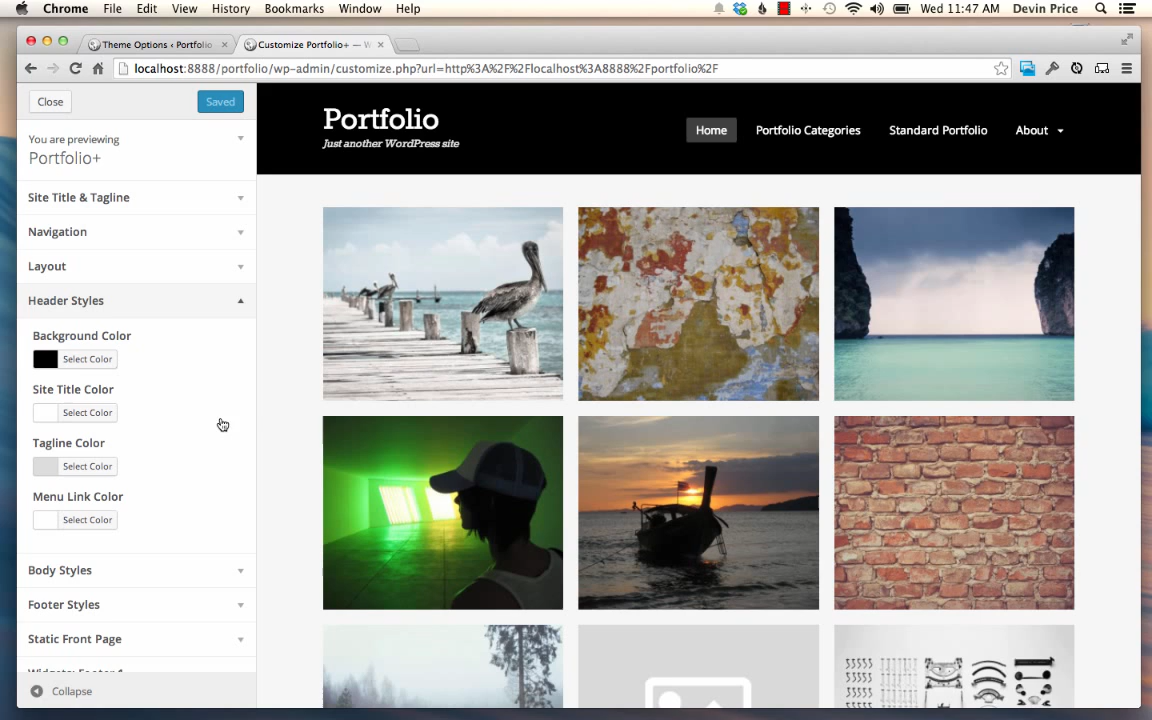 Chrome File Edit View History Bookmarks Window Help Wed 11:47 AM Devin Price
Theme Options ‹ Portfolio
Customize Portfolio+ — W
localhost:8888/portfolio/wp-admin/customize.php?url=http%3A%2F%2Flocalhost%3A8888%2Fportfolio%2F
Close Saved
You are previewing
Portfolio+
Site Title & Tagline
Navigation
Layout
Header Styles
Background Color
Select Color
Site Title Color
Select Color
Tagline Color
Select Color
Menu Link Color
Select Color
Body Styles
Footer Styles
Static Front Page
Collapse
Portfolio
Just another WordPress site
Home Portfolio Categories Standard Portfolio About